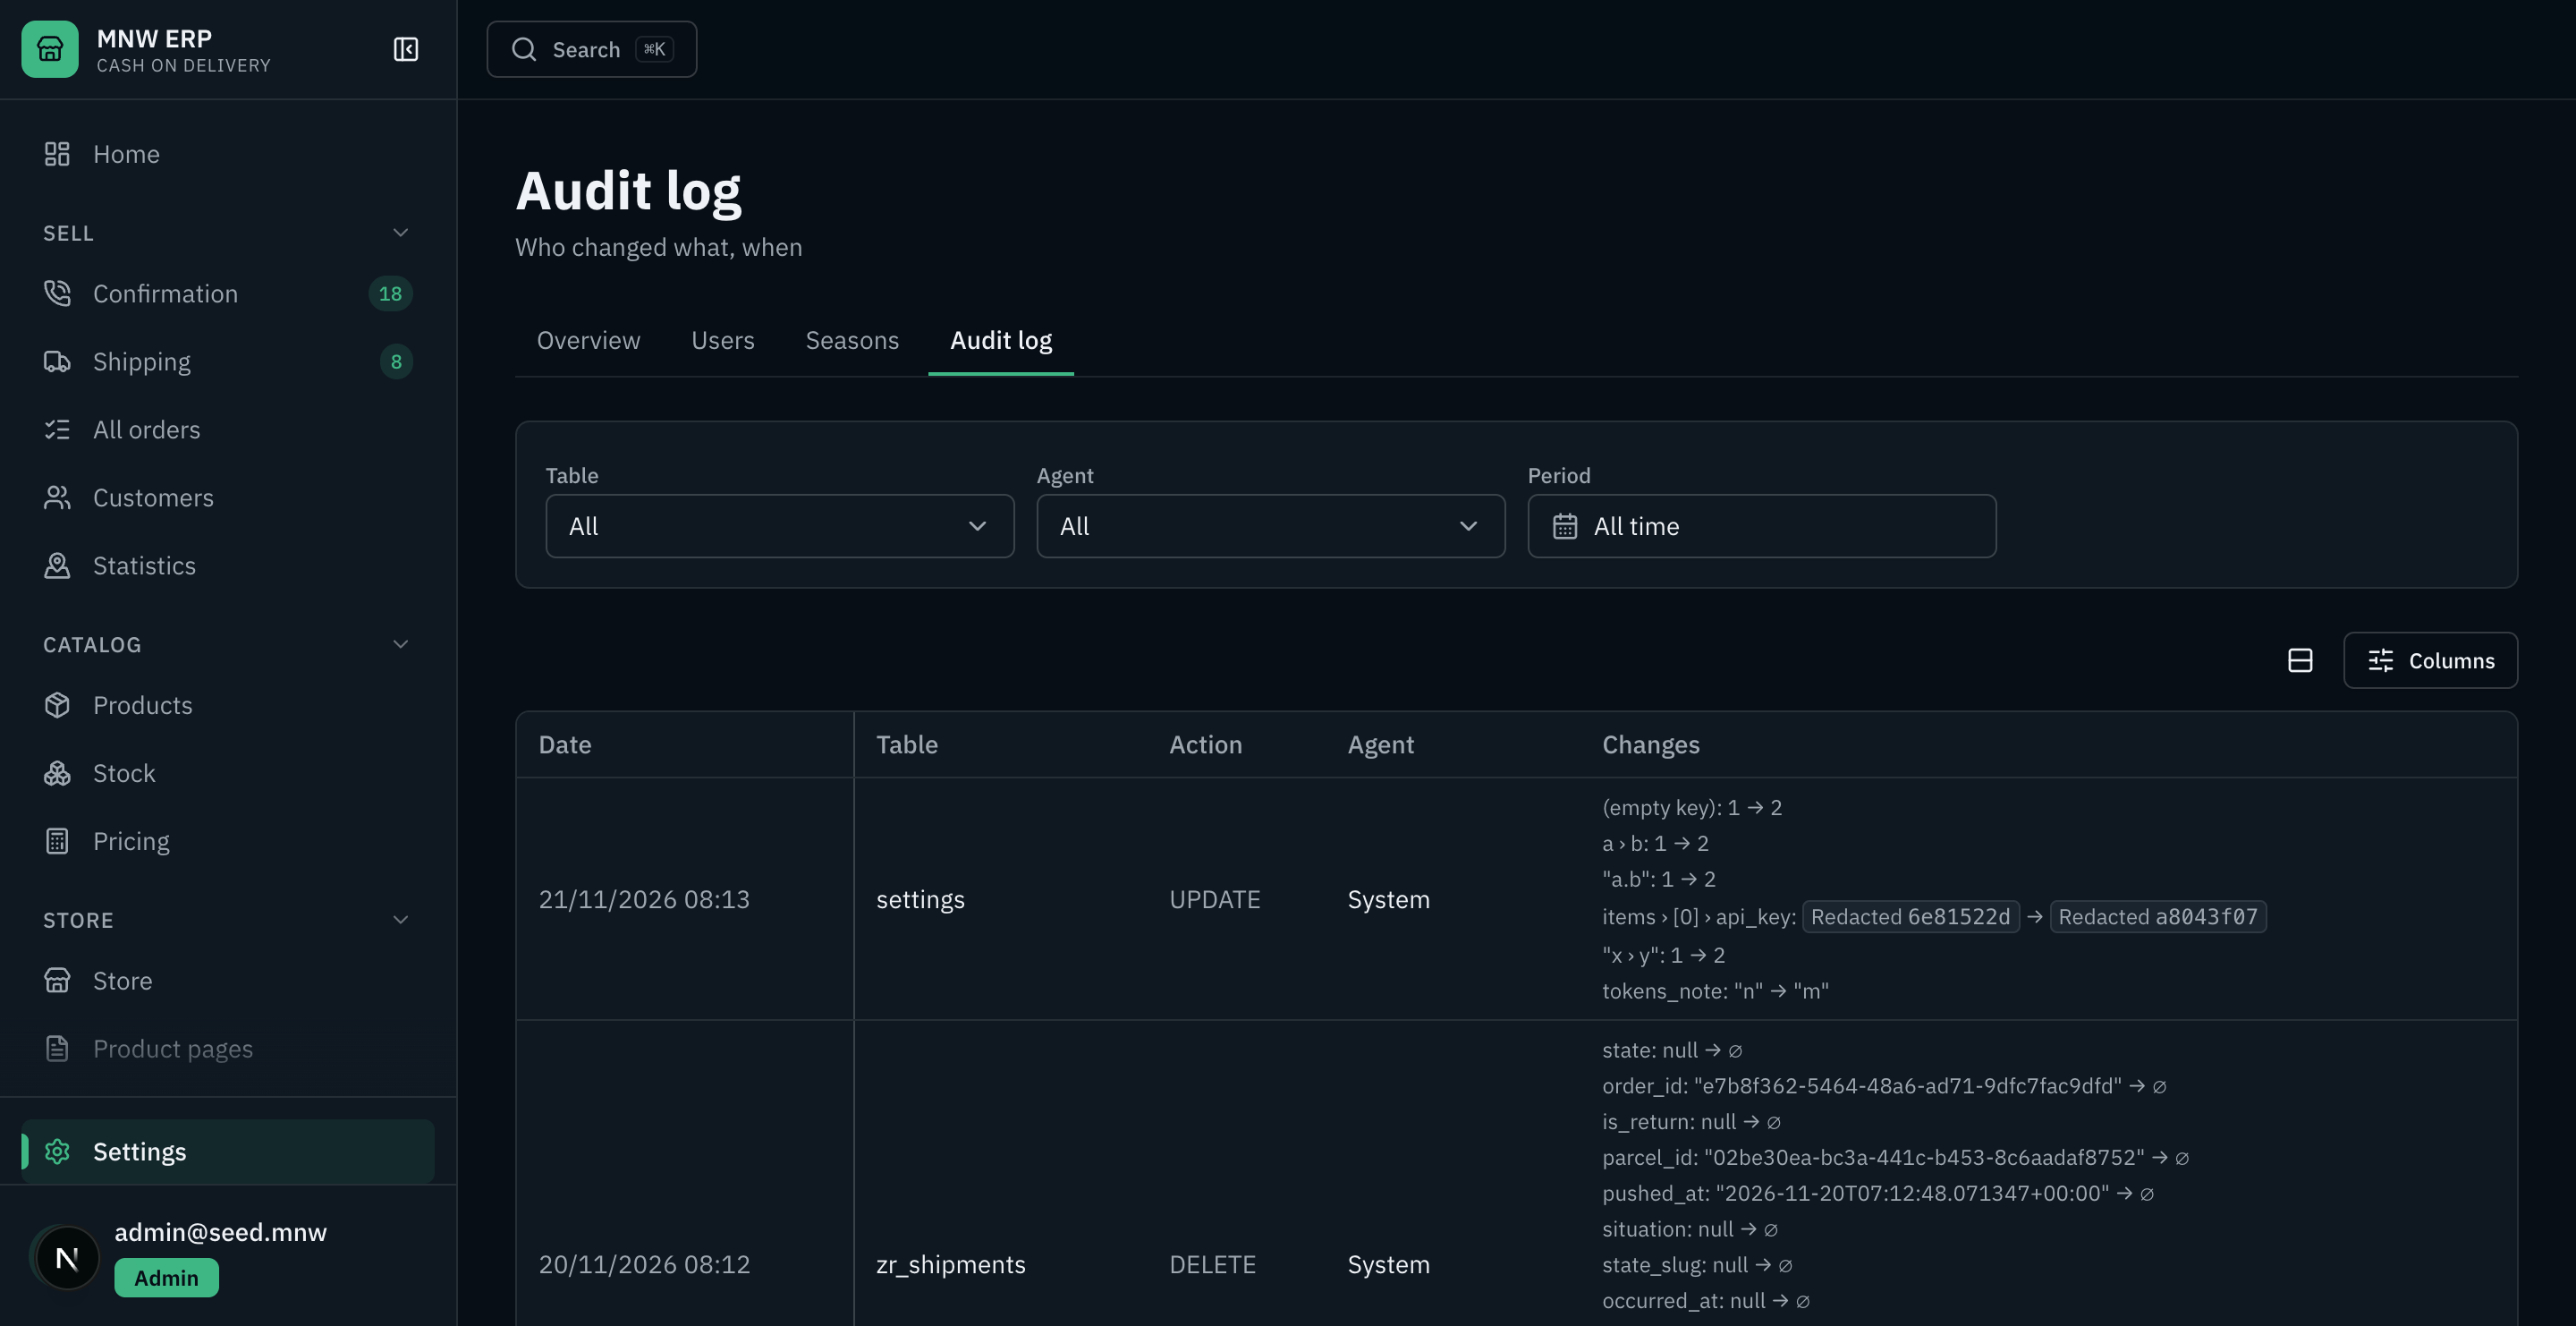 MNW ERP
CASH ON DELIVERY
Search ⌘K
Home
SELL
Confirmation 18
Shipping 8
All orders
Customers
Statistics
CATALOG
Products
Stock
Pricing
STORE
Store
Product pages
Settings
N
admin@seed.mnw
Admin
Audit log
Who changed what, when
Overview Users Seasons Audit log
Table Agent Period
All All All time
Columns
Date Table Action Agent Changes
21/11/2026 08:13 settings UPDATE System
(empty key): 1 → 2
a › b: 1 → 2
"a.b": 1 → 2
items › [0] › api_key: Redacted 6e81522d → Redacted a8043f07
"x › y": 1 → 2
tokens_note: "n" → "m"
20/11/2026 08:12 zr_shipments DELETE System
state: null → ∅
order_id: "e7b8f362-5464-48a6-ad71-9dfc7fac9dfd" → ∅
is_return: null → ∅
parcel_id: "02be30ea-bc3a-441c-b453-8c6aadaf8752" → ∅
pushed_at: "2026-11-20T07:12:48.071347+00:00" → ∅
situation: null → ∅
state_slug: null → ∅
occurred_at: null → ∅